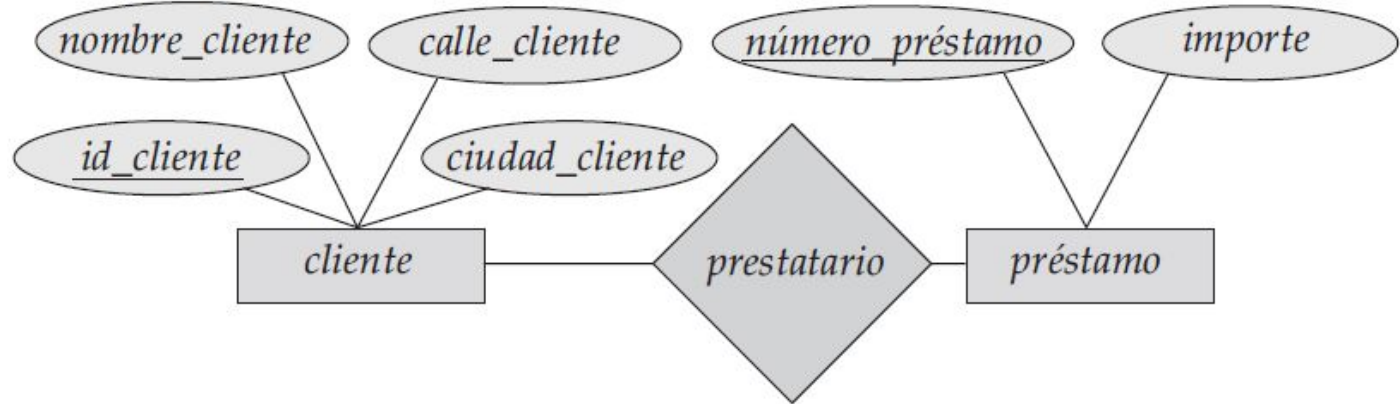 nombre_cliente
calle_cliente
número_préstamo
importe
id_cliente
ciudad_cliente
cliente
prestatario
préstamo